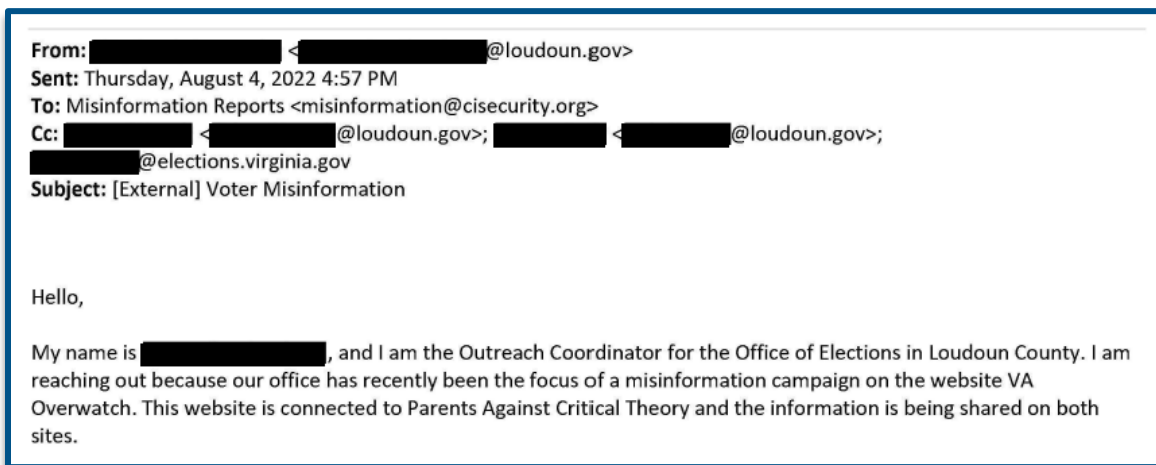 From: < @loudoun.gov>
Sent: Thursday, August 4, 2022 4:57 PM
To: Misinformation Reports <misinformation@cisecurity.org>
Cc: < @loudoun.gov>; < @loudoun.gov>;
@elections.virginia.gov
Subject: [External] Voter Misinformation
Hello,
My name is , and I am the Outreach Coordinator for the Office of Elections in Loudoun County. I am
reaching out because our office has recently been the focus of a misinformation campaign on the website VA
Overwatch. This website is connected to Parents Against Critical Theory and the information is being shared on both
sites.